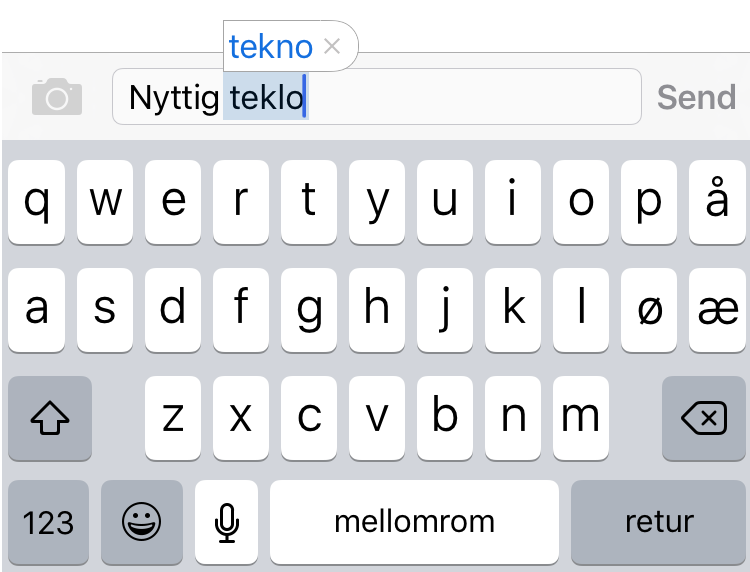 tekno ×
Nyttig teklo Send
q w e r t y u i o p å
a s d f g h j k l ø æ
z x c v b n m
123 mellomrom retur